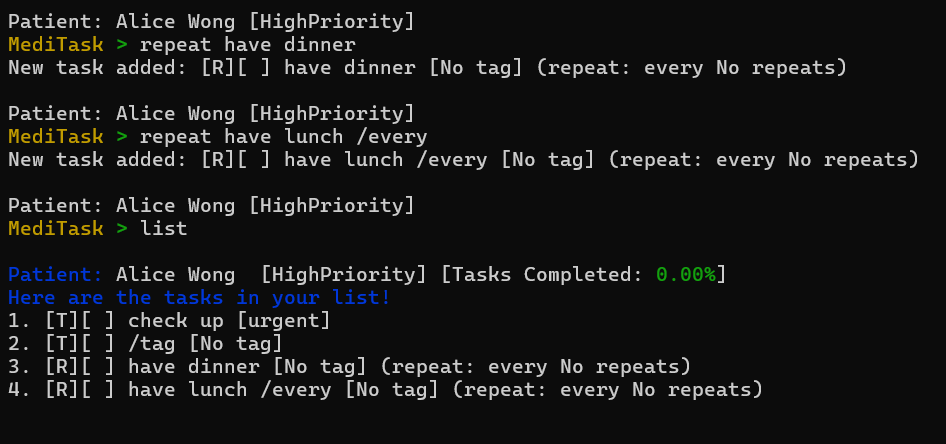 Patient: Alice Wong [HighPriority]
MediTask > repeat have dinner
New task added: [R][ ] have dinner [No tag] (repeat: every No repeats)
Patient: Alice Wong [HighPriority]
MediTask > repeat have lunch /every
New task added: [R][ ] have lunch /every [No tag] (repeat: every No repeats)
Patient: Alice Wong [HighPriority]
MediTask > list
Patient: Alice Wong  [HighPriority] [Tasks Completed: 0.00%]
Here are the tasks in your list!
1. [T][ ] check up [urgent]
2. [T][ ] /tag [No tag]
3. [R][ ] have dinner [No tag] (repeat: every No repeats)
4. [R][ ] have lunch /every [No tag] (repeat: every No repeats)